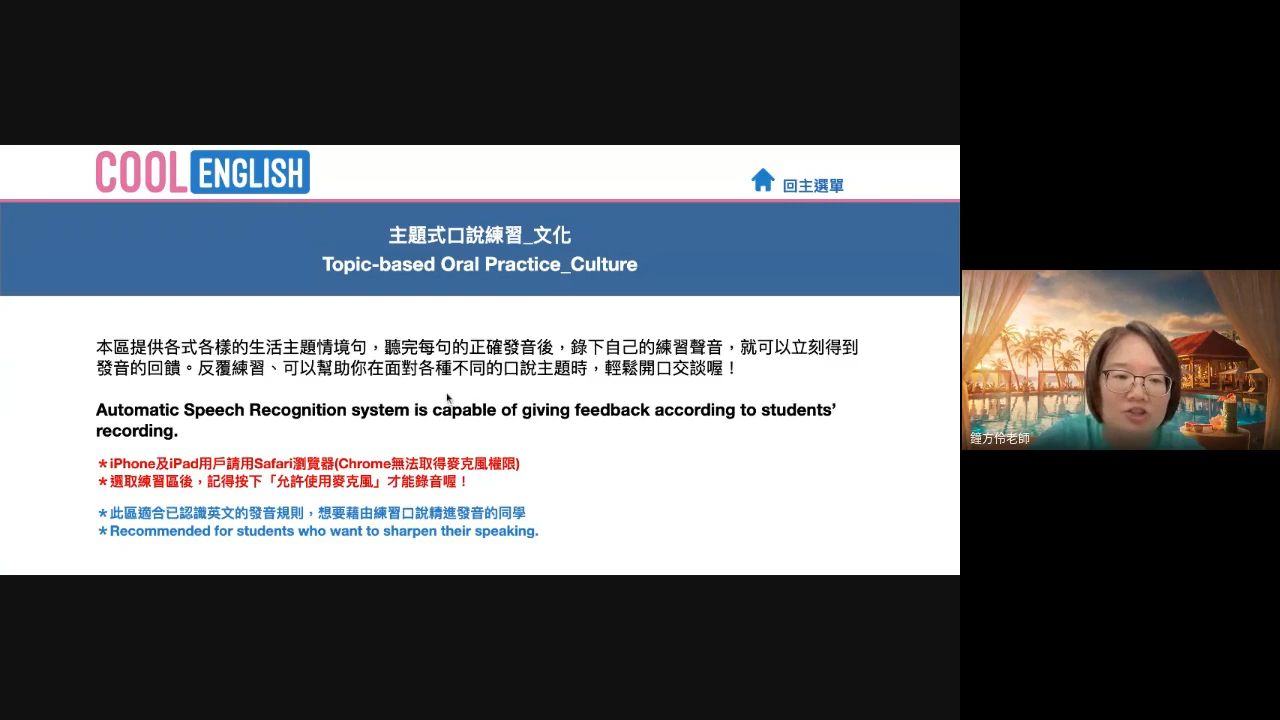 COOL ENGLISH
回主選單
主題式口說練習_文化
Topic-based Oral Practice_Culture
本區提供各式各樣的生活主題情境句，聽完每句的正確發音後，錄下自己的練習聲音，就可以立刻得到
發音的回饋。反覆練習、可以幫助你在面對各種不同的口說主題時，輕鬆開口交談喔！
Automatic Speech Recognition system is capable of giving feedback according to students’
recording.
＊iPhone及iPad用戶請用Safari瀏覽器(Chrome無法取得麥克風權限)
＊選取練習區後，記得按下「允許使用麥克風」才能錄音喔！
＊此區適合已認識英文的發音規則，想要藉由練習口說精進發音的同學
＊Recommended for students who want to sharpen their speaking.
鐘方伶老師